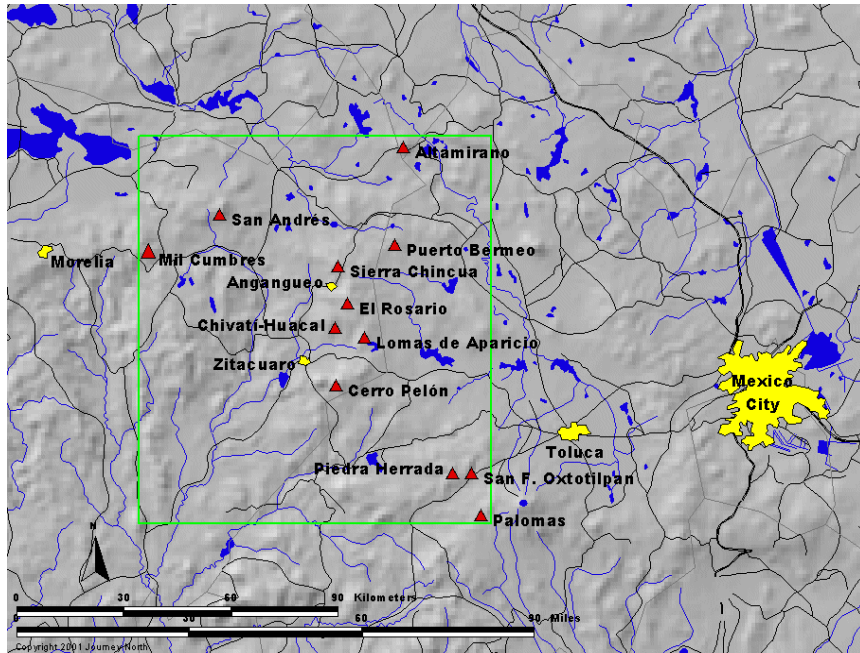 Altamirano
San Andrés
Puerto Bermeo
Morelia
Mil Cumbres
Sierra Chincua
Angangueo
El Rosario
Chivati-Huacal
Lomas de Aparicio
Zitacuaro
Mexico
City
Cerro Pelón
Toluca
Piedra Herrada
San F. Oxtotilpan
Palomas
N
0 30 60 90 Kilometers
0 30 60 90 Miles
Copyright 2001 Journey North